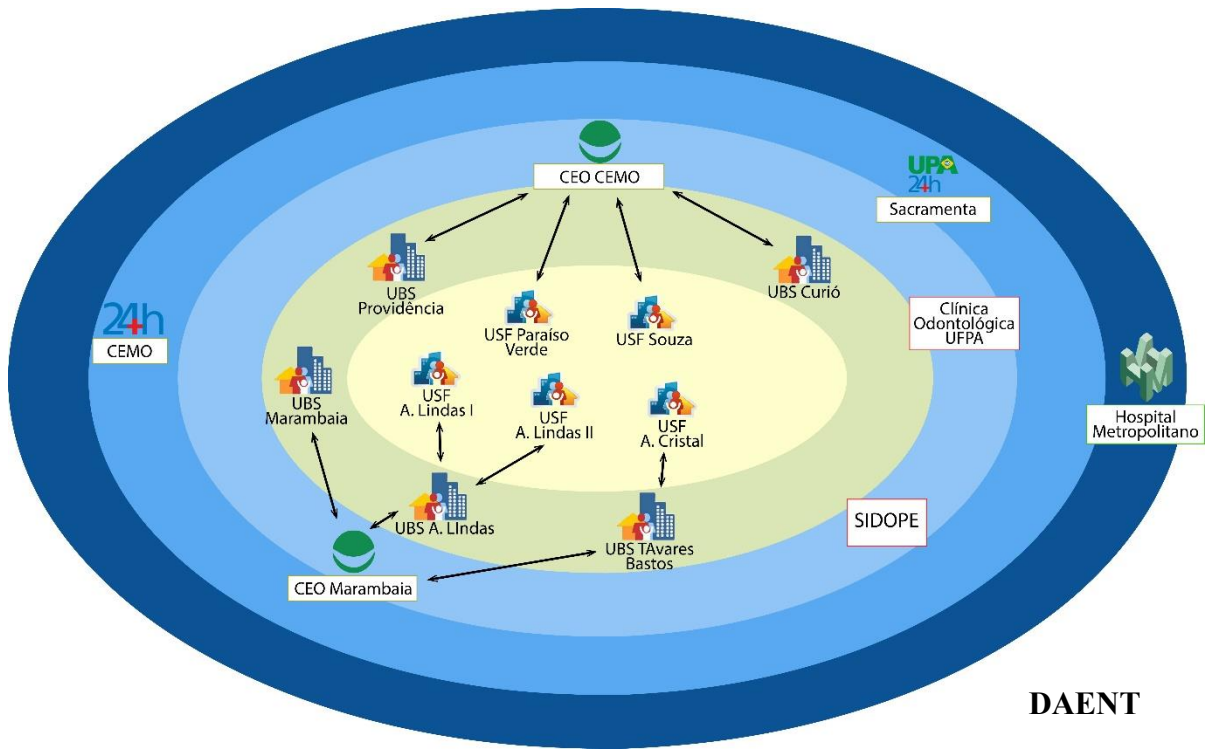 CEO CEMO
UPA
24h
Sacramenta
UBS
Providência
UBS Curió
USF Paraíso
Verde
USF Souza
Clínica
Odontológica
UFPA
24h
CEMO
UBS
Marambaia
USF
A. Lindas I
USF
A. Lindas II
USF
A. Cristal
HM
Hospital
Metropolitano
UBS A. LIndas
UBS TAvares
Bastos
SIDOPE
CEO Marambaia
DAENT